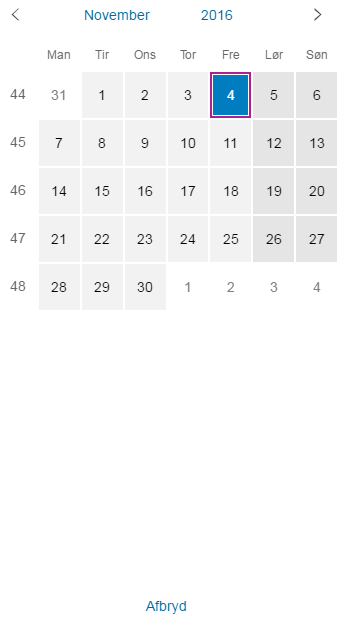 November 2016
Man Tir Ons Tor Fre Lør Søn
44 31 1 2 3 4 5 6
45 7 8 9 10 11 12 13
46 14 15 16 17 18 19 20
47 21 22 23 24 25 26 27
48 28 29 30 1 2 3 4
Afbryd